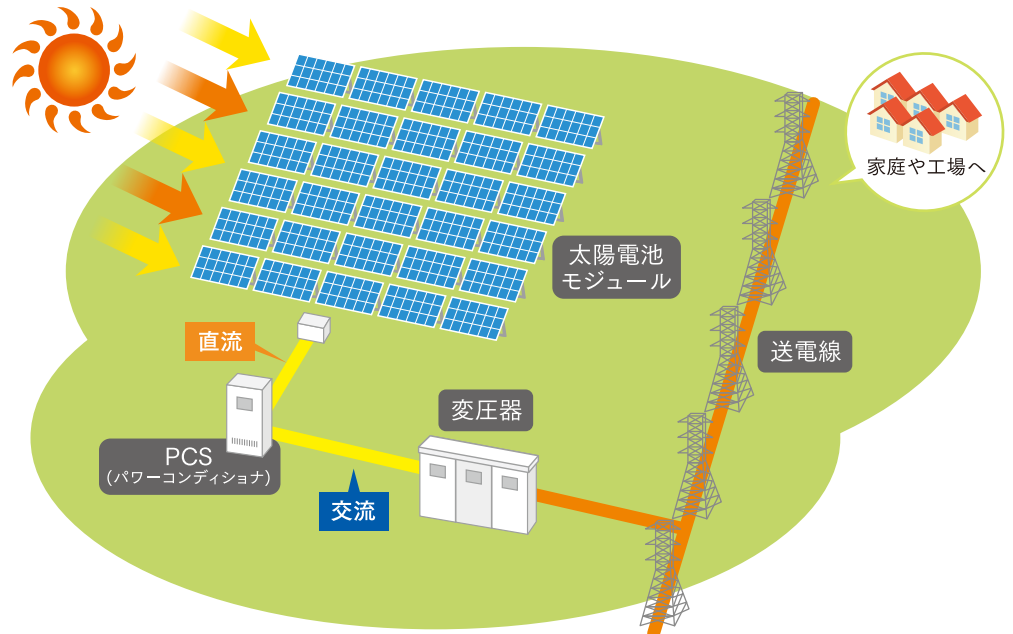 家庭や工場へ
太陽電池
モジュール
直流
送電線
変圧器
PCS
(パワーコンディショナ)
交流